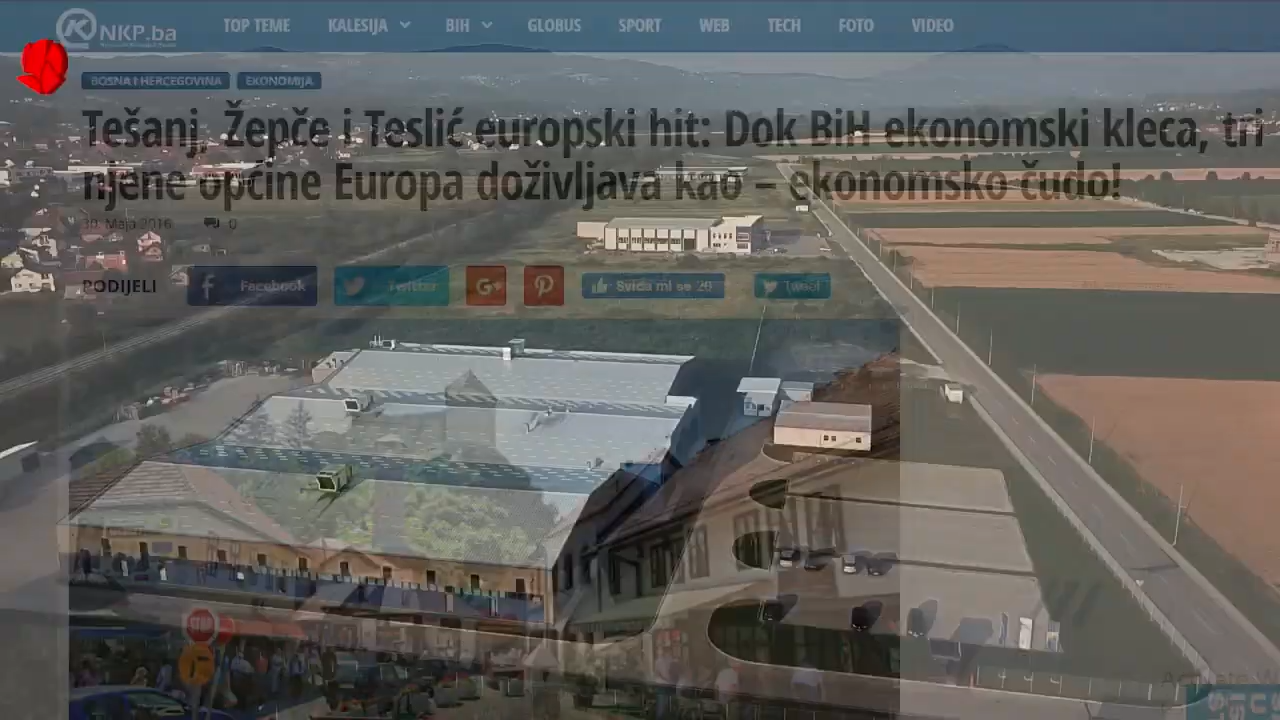 NKP.ba
TOP TEME KALESIJA BIH GLOBUS SPORT WEB TECH FOTO VIDEO
BOSNA I HERCEGOVINA EKONOMIJA
Tešanj, Žepče i Teslić europski hit: Dok BiH ekonomski kleca, tri
njene općine Europa doživljava kao – ekonomsko čudo!
30. Maja 2016 0
PODIJELI Facebook Twitter G+ Sviđa mi se 20 Tweet
STOP
Activate W